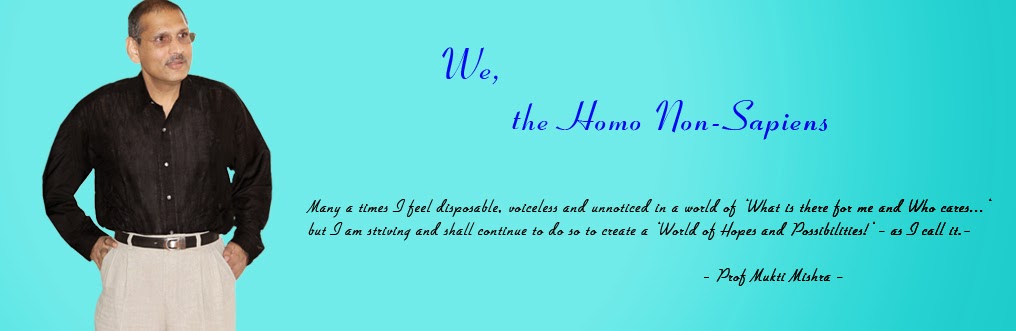 We,
the Homo Non-Sapiens
Many a times I feel disposable, voiceless and unnoticed in a world of 'What is there for me and Who cares...'
but I am striving and shall continue to do so to create a 'World of Hopes and Possibilities!' - as I call it.-
- Prof Mukti Mishra -